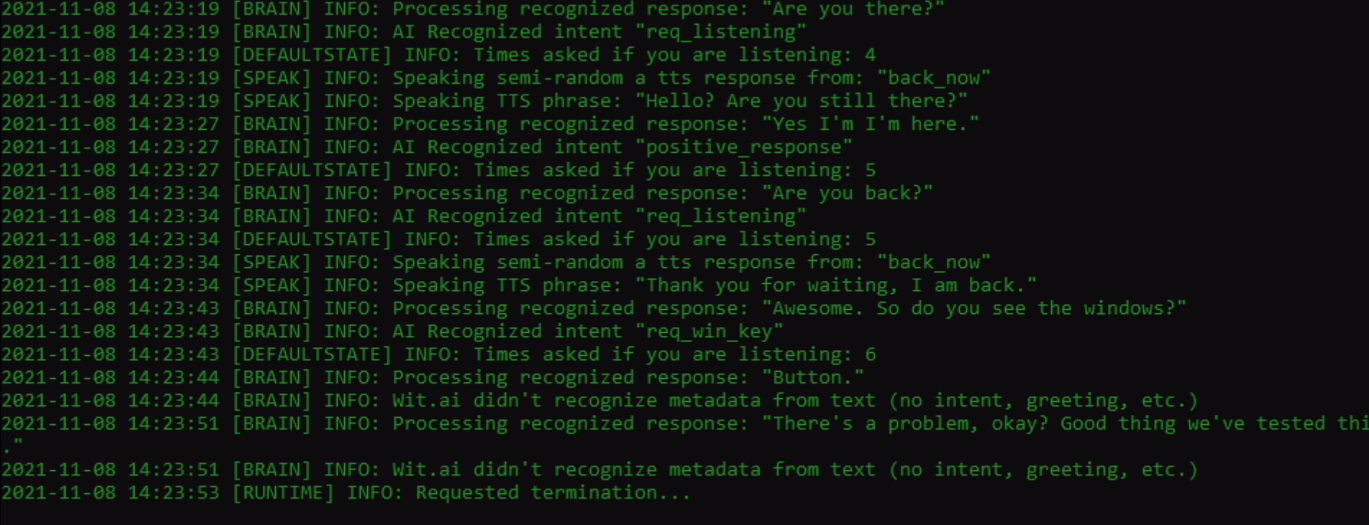 2021-11-08 14:23:19 [BRAIN] INFO: Processing recognized response: "Are you there?"
2021-11-08 14:23:19 [BRAIN] INFO: AI Recognized intent "req_listening"
2021-11-08 14:23:19 [DEFAULTSTATE] INFO: Times asked if you are listening: 4
2021-11-08 14:23:19 [SPEAK] INFO: Speaking semi-random a tts response from: "back_now"
2021-11-08 14:23:19 [SPEAK] INFO: Speaking TTS phrase: "Hello? Are you still there?"
2021-11-08 14:23:27 [BRAIN] INFO: Processing recognized response: "Yes I'm I'm here."
2021-11-08 14:23:27 [BRAIN] INFO: AI Recognized intent "positive_response"
2021-11-08 14:23:27 [DEFAULTSTATE] INFO: Times asked if you are listening: 5
2021-11-08 14:23:34 [BRAIN] INFO: Processing recognized response: "Are you back?"
2021-11-08 14:23:34 [BRAIN] INFO: AI Recognized intent "req_listening"
2021-11-08 14:23:34 [DEFAULTSTATE] INFO: Times asked if you are listening: 5
2021-11-08 14:23:34 [SPEAK] INFO: Speaking semi-random a tts response from: "back_now"
2021-11-08 14:23:34 [SPEAK] INFO: Speaking TTS phrase: "Thank you for waiting, I am back."
2021-11-08 14:23:43 [BRAIN] INFO: Processing recognized response: "Awesome. So do you see the windows?"
2021-11-08 14:23:43 [BRAIN] INFO: AI Recognized intent "req_win_key"
2021-11-08 14:23:43 [DEFAULTSTATE] INFO: Times asked if you are listening: 6
2021-11-08 14:23:44 [BRAIN] INFO: Processing recognized response: "Button."
2021-11-08 14:23:44 [BRAIN] INFO: Wit.ai didn't recognize metadata from text (no intent, greeting, etc.)
2021-11-08 14:23:51 [BRAIN] INFO: Processing recognized response: "There's a problem, okay? Good thing we've tested thi
."
2021-11-08 14:23:51 [BRAIN] INFO: Wit.ai didn't recognize metadata from text (no intent, greeting, etc.)
2021-11-08 14:23:53 [RUNTIME] INFO: Requested termination...